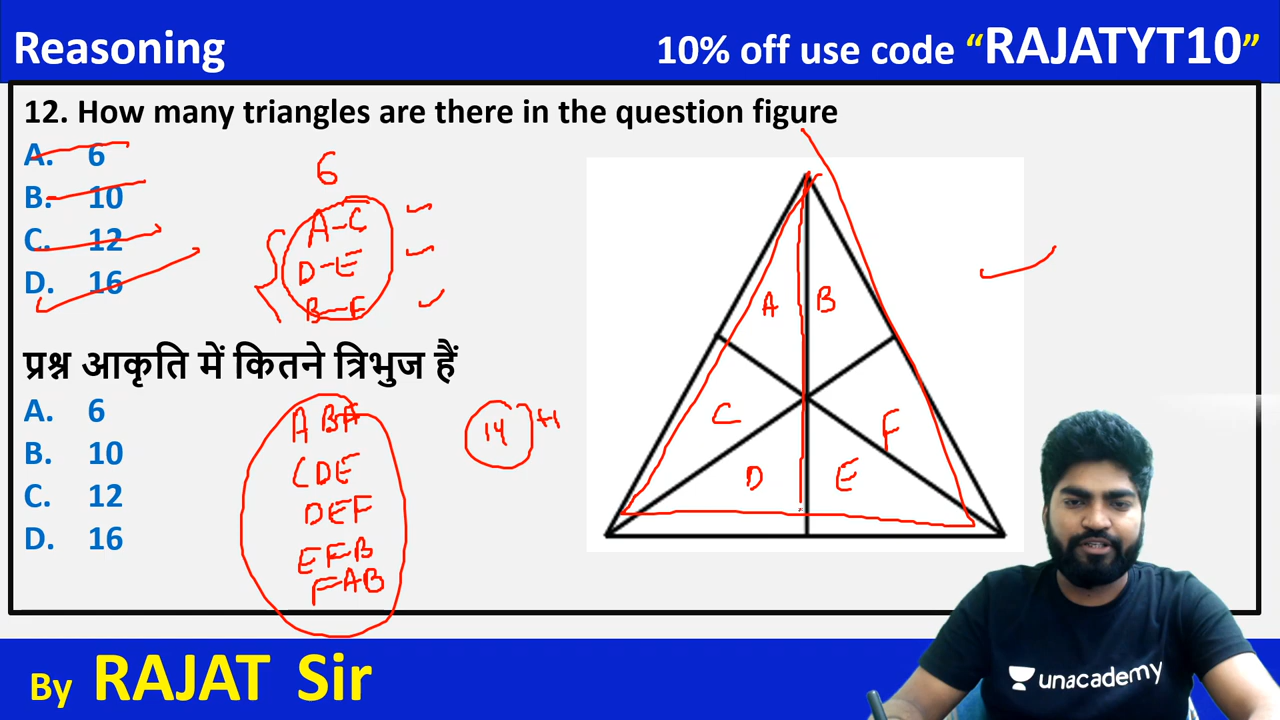 Reasoning
10% off use code “RAJATYT10”
12. How many triangles are there in the question figure
A. 6
B. 10
C. 12
D. 16
6
A-C
D-E
B-F
प्रश्न आकृति में कितने त्रिभुज हैं
A. 6
B. 10
C. 12
D. 16
A B A
CDE
DEF
EFB
FAB
14 +1
A B
C F
D E
unacademy
By RAJAT Sir